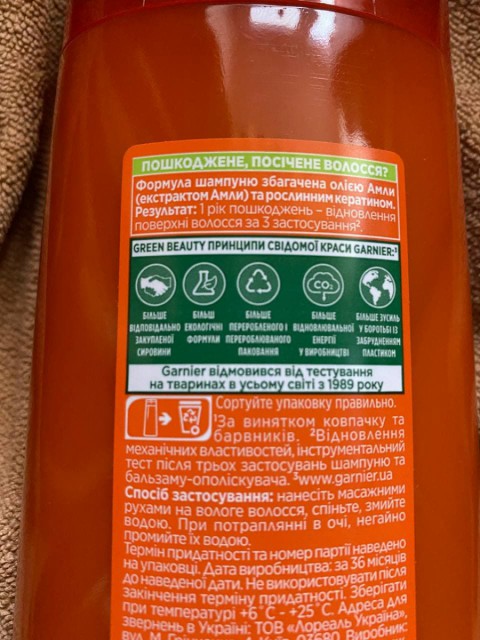 ПОШКОДЖЕНЕ, ПОСІЧЕНЕ ВОЛОССЯ?
Формула шампуню збагачена олією Амли
(екстрактом Амли) та рослинним кератином.
Результат: 1 рік пошкоджень – відновлення
поверхні волосся за 3 застосування².
GREEN BEAUTY ПРИНЦИПИ СВІДОМОЇ КРАСИ GARNIER:³
CO₂
БІЛЬШЕ
ВІДПОВІДАЛЬНО
ЗАКУПЛЕНОЇ
СИРОВИНИ
БІЛЬШ
ЕКОЛОГІЧНІ
ФОРМУЛИ
БІЛЬШЕ
ПЕРЕРОБЛЕНОГО І
ПЕРЕРОБЛЮВАНОГО
ПАКОВАННЯ
БІЛЬШЕ
ВІДНОВЛЮВАЛЬНОЇ
ЕНЕРГІЇ
У ВИРОБНИЦТВІ
БІЛЬШЕ ЗУСИЛЬ
У БОРОТЬБІ ІЗ
ЗАБРУДНЕННЯМ
ПЛАСТИКОМ
Garnier відмовився від тестування
на тваринах в усьому світі з 1989 року
Сортуйте упаковку правильно.
¹За винятком ковпачку та
барвників. ²Відновлення
механічних властивостей, інструментальний
тест після трьох застосувань шампуню та
бальзаму-ополіскувача. ³www.garnier.ua
Спосіб застосування: нанесіть масажними
рухами на вологе волосся, спіньте, змийте
водою. При потраплянні в очі, негайно
промийте їх водою.
Термін придатності та номер партії наведено
на упаковці. Дата виробництва: за 36 місяців
до наведеної дати. Не використовувати після
закінчення терміну придатності. Зберігати
при температурі +6˚C - +25˚C. Адреса для
звернень в Україні: ТОВ «Лореаль Україна»,
вул. М. 03680. Виробник: